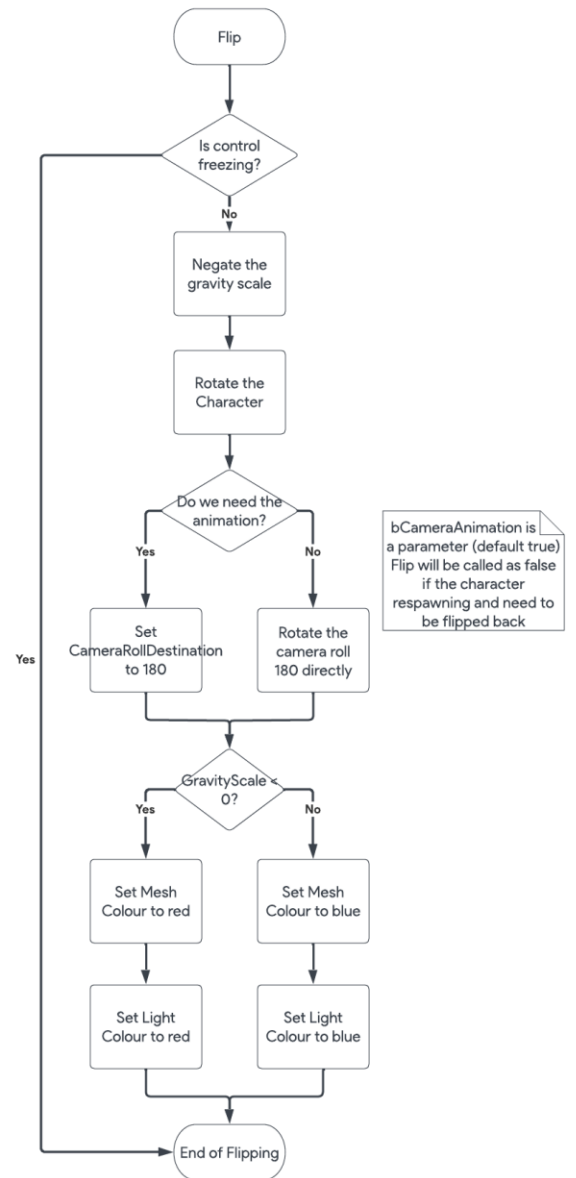 Flip
Is control
freezing?
No
Negate the
gravity scale
Rotate the
Character
Do we need the
animation?
Yes
No
bCameraAnimation is
a parameter (default true)
Flip will be called as false
if the character
respawning and need to
be flipped back
Set
CameraRollDestination
to 180
Rotate the
camera roll
180 directly
Yes
GravityScale <
0?
Yes
No
Set Mesh
Colour to red
Set Mesh
Colour to blue
Set Light
Colour to red
Set Light
Colour to blue
End of Flipping